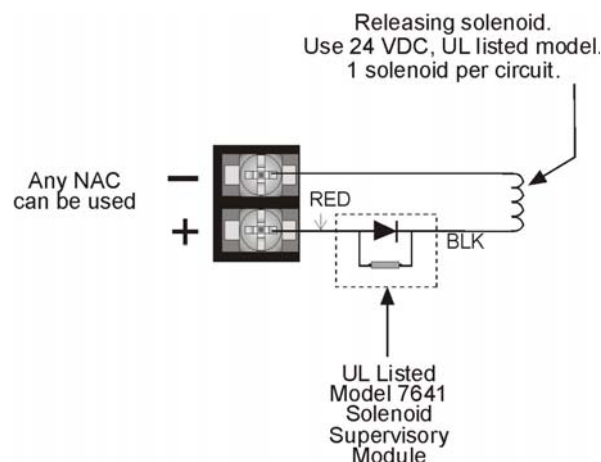 Releasing solenoid.
Use 24 VDC, UL listed model.
1 solenoid per circuit.
Any NAC
can be used
−
+
RED
BLK
UL Listed
Model 7641
Solenoid
Supervisory
Module